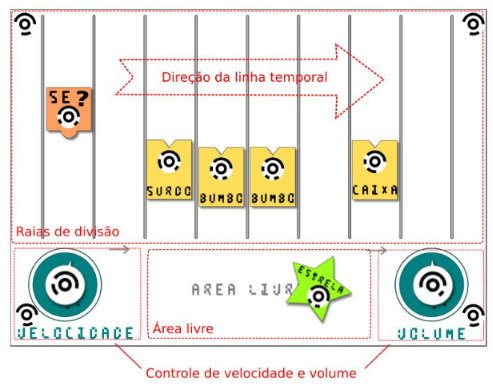 Direção da linha temporal
SE?
SURDO
BUMBO
BUMBO
CAIXA
Raias de divisão
ESTRELA
AREA LIVR
Área livre
VELOCIDADE
VOLUME
Controle de velocidade e volume